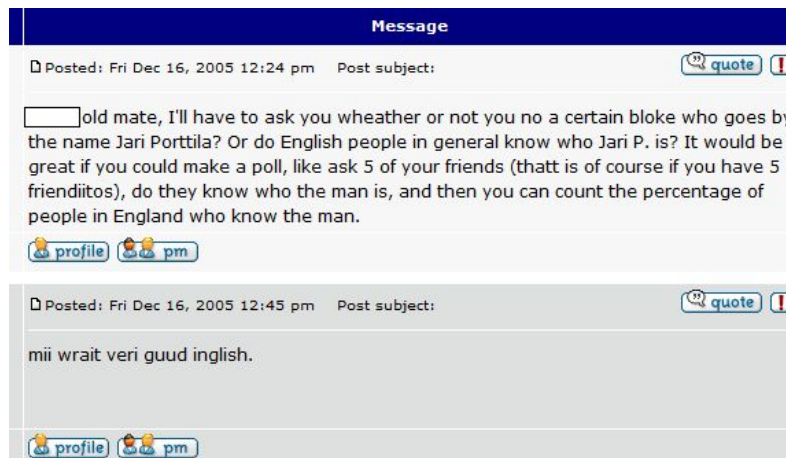 Message
Posted: Fri Dec 16, 2005 12:24 pm Post subject: quote !
old mate, I'll have to ask you wheather or not you no a certain bloke who goes by
the name Jari Porttila? Or do English people in general know who Jari P. is? It would be
great if you could make a poll, like ask 5 of your friends (thatt is of course if you have 5
friendiitos), do they know who the man is, and then you can count the percentage of
people in England who know the man.
profile pm
Posted: Fri Dec 16, 2005 12:45 pm Post subject: quote !
mii wrait veri guud inglish.
profile pm